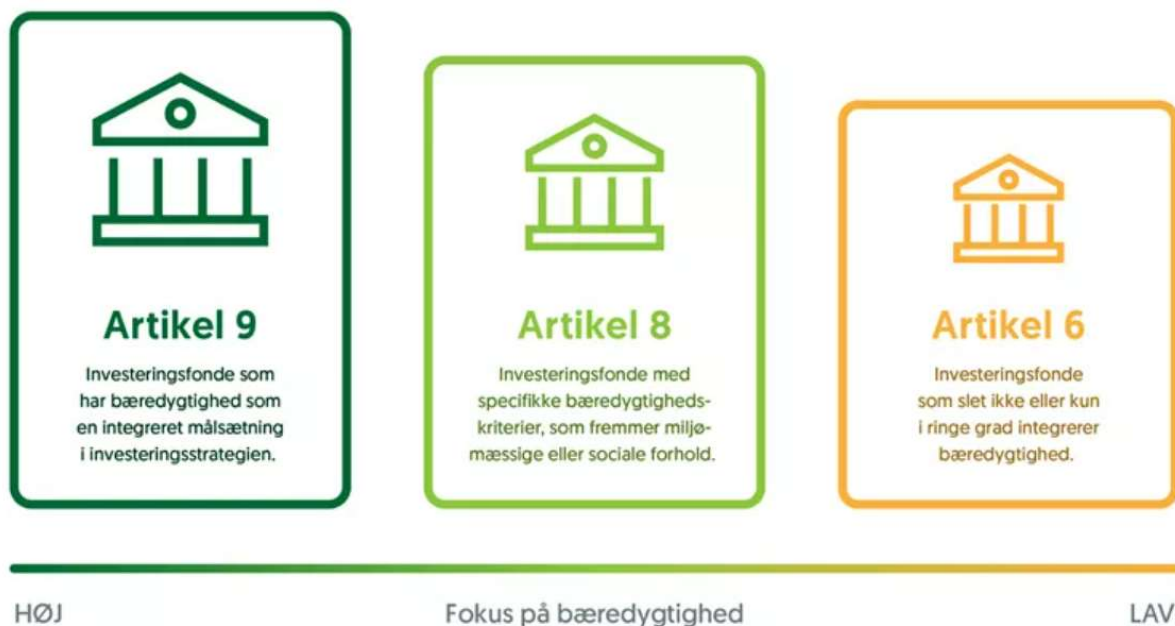 Artikel 9
Investeringsfonde som
har bæredygtighed som
en integreret målsætning
i investeringsstrategien.
Artikel 8
Investeringsfonde med
specifikke bæredygtigheds-
kriterier, som fremmer miljø-
mæssige eller sociale forhold.
Artikel 6
Investeringsfonde
som slet ikke eller kun
i ringe grad integrerer
bæredygtighed.
HØJ
Fokus på bæredygtighed
LAV